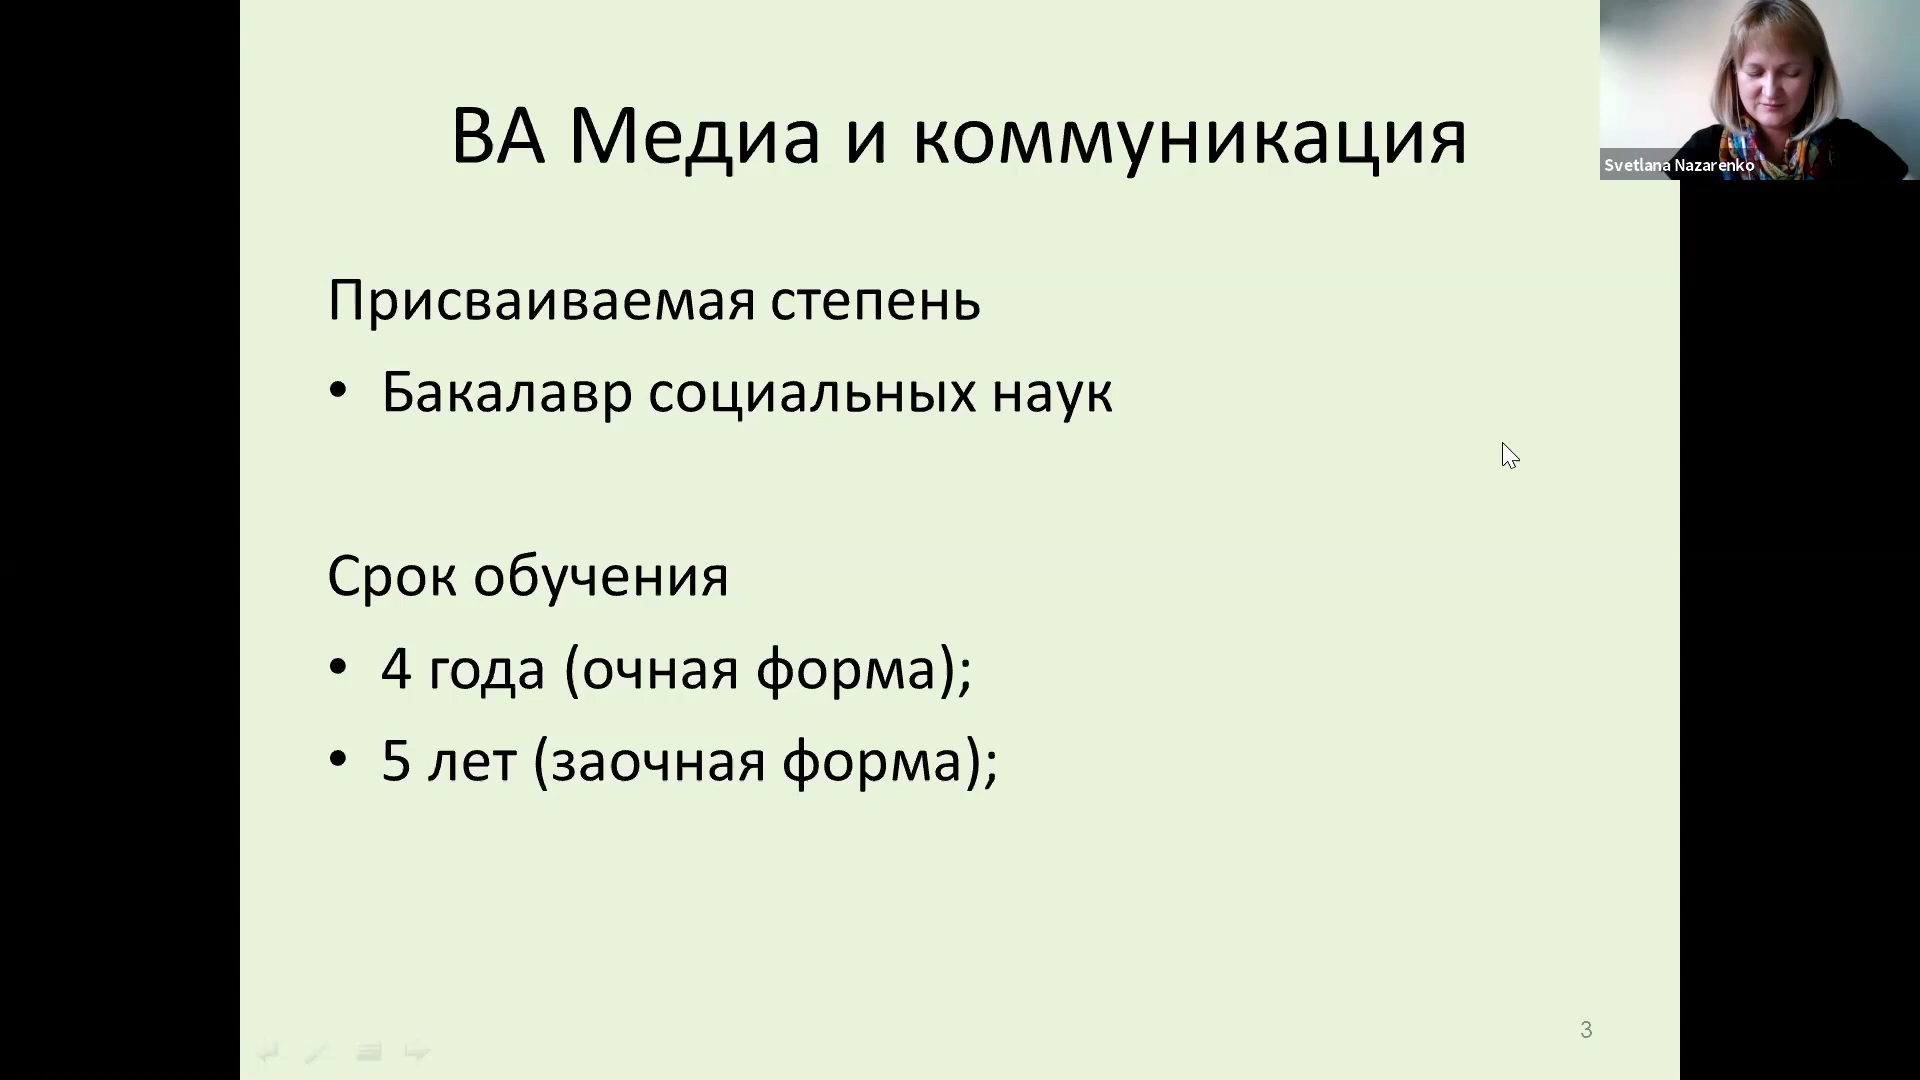 ВА Медиа и коммуникация
Svetlana Nazarenko
Присваиваемая степень
• Бакалавр социальных наук
Срок обучения
• 4 года (очная форма);
• 5 лет (заочная форма);
3